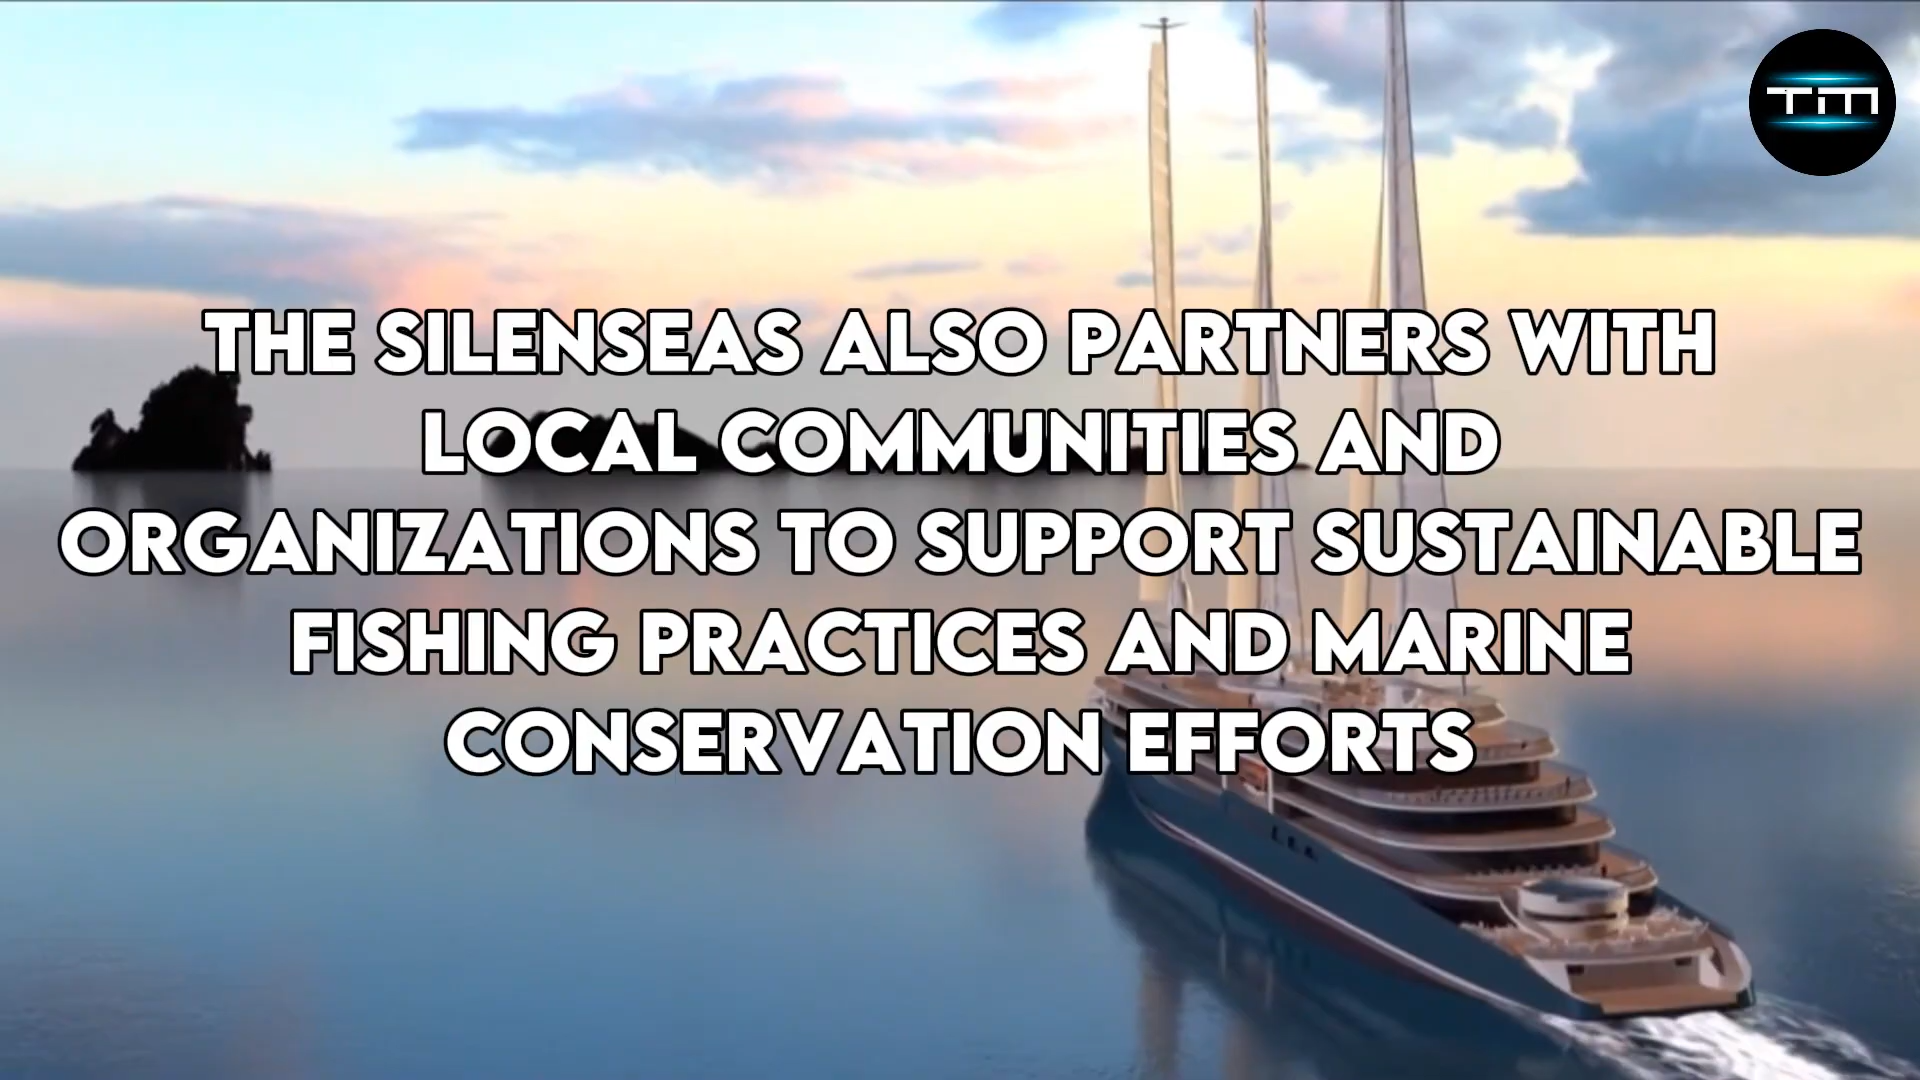 TM
THE SILENSEAS ALSO PARTNERS WITH
LOCAL COMMUNITIES AND
ORGANIZATIONS TO SUPPORT SUSTAINABLE
FISHING PRACTICES AND MARINE
CONSERVATION EFFORTS